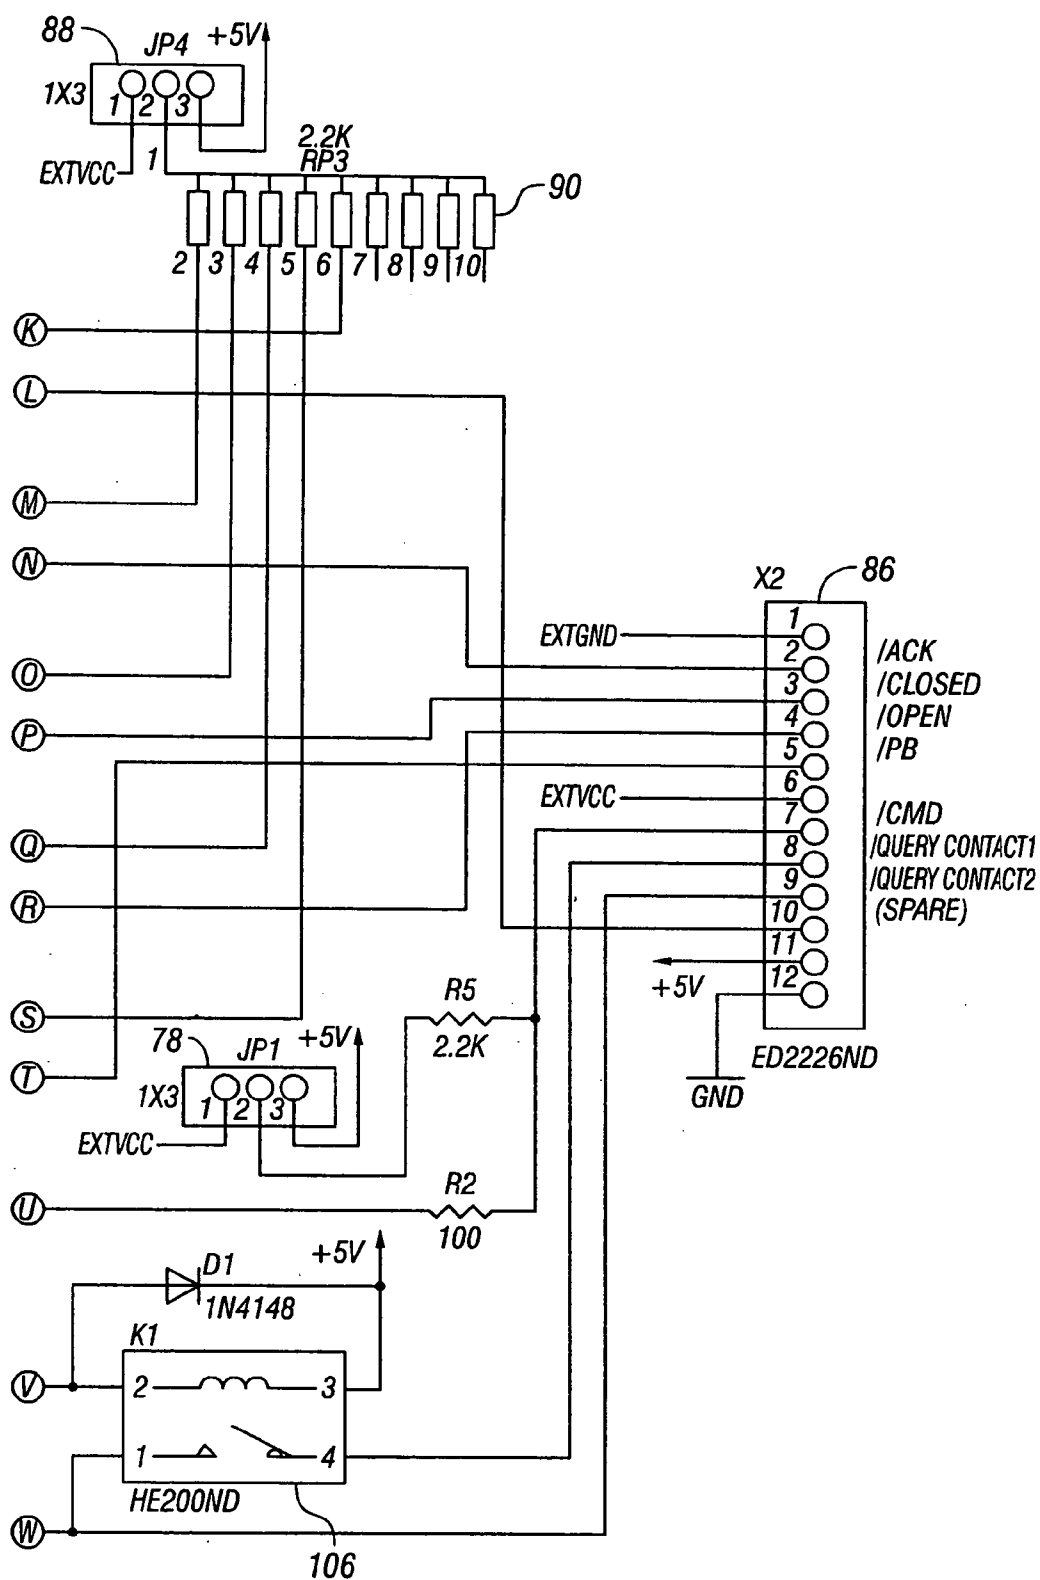 88
JP4
+5V
1X3
1 2 3
EXTVCC
1
2.2K
RP3
90
2 3 4 5 6 7 8 9 10
K
L
M
N
X2
86
1
EXTGND
2
/ACK
O
3
/CLOSED
4
/OPEN
P
5
/PB
6
EXTVCC
7
/CMD
Q
8
/QUERY CONTACT1
9
/QUERY CONTACT2
R
10
(SPARE)
11
+5V
12
R5
S
78
JP1
+5V
2.2K
ED2226ND
T
1X3
1 2 3
GND
EXTVCC
R2
U
100
+5V
D1
1N4148
K1
V
2
3
1
4
HE200ND
W
106